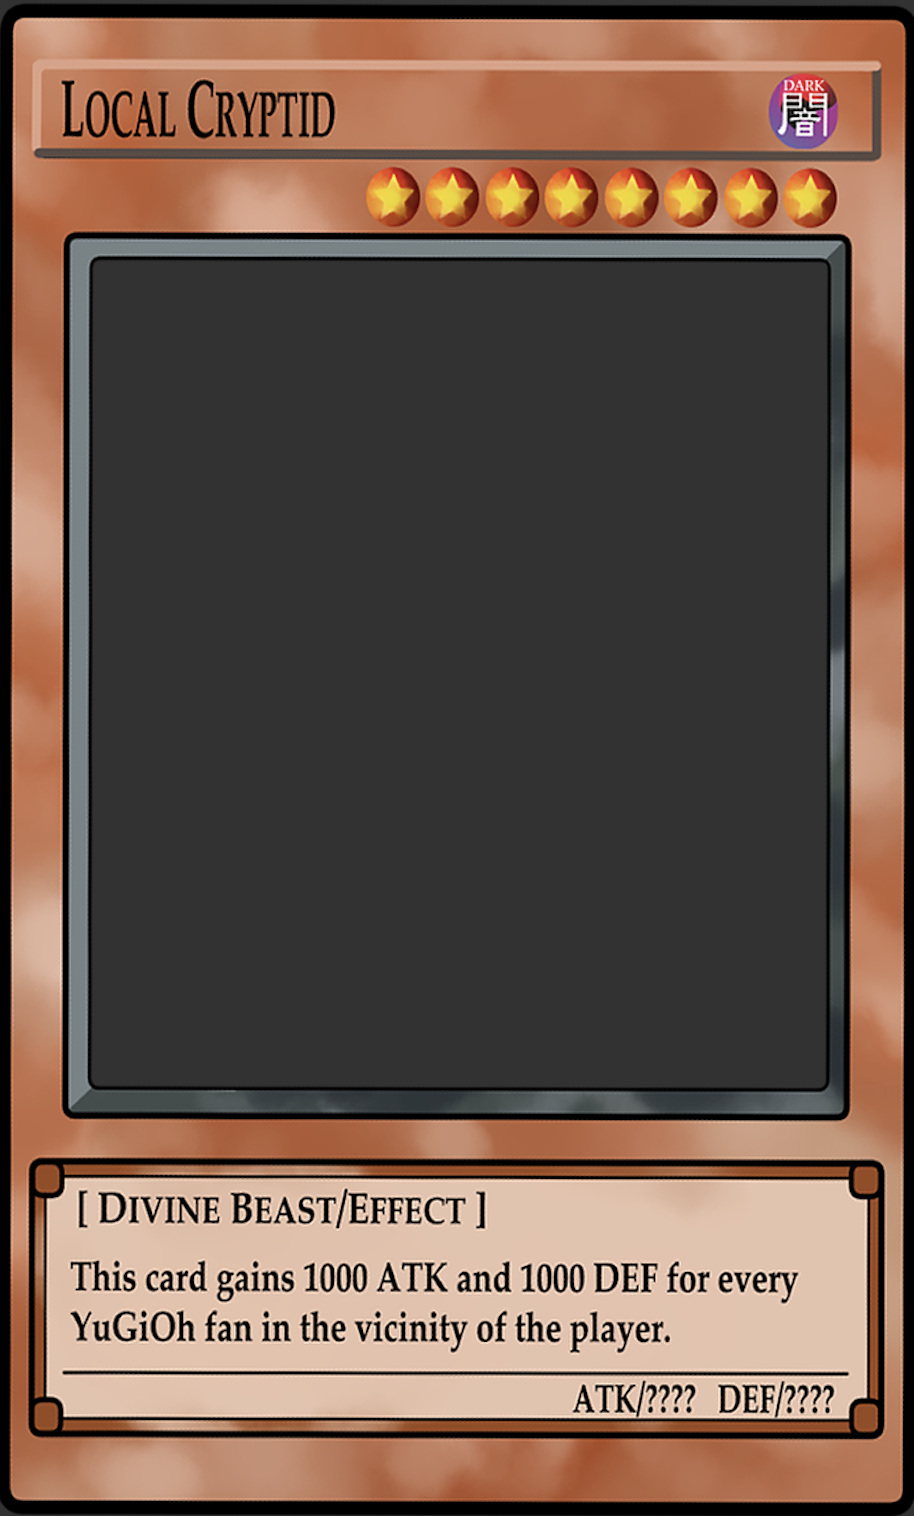 Local Cryptid
DARK
闇
[ Divine Beast/Effect ]
This card gains 1000 ATK and 1000 DEF for every
YuGiOh fan in the vicinity of the player.
ATK/???? DEF/????